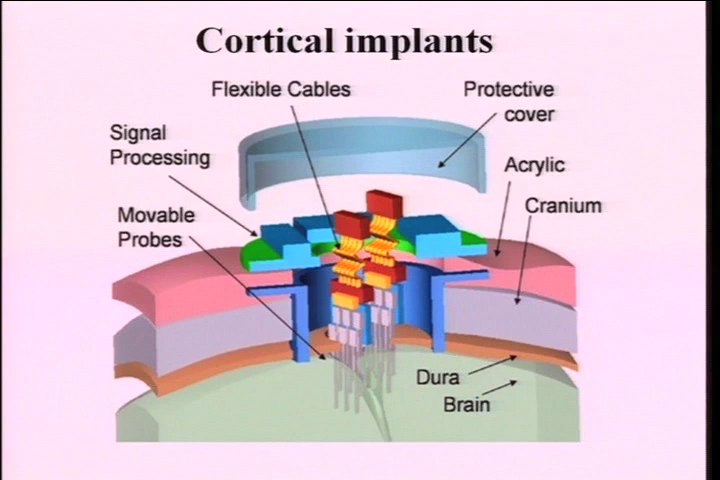 Cortical implants
Flexible Cables
Protective
cover
Signal
Processing
Acrylic
Cranium
Movable
Probes
Dura
Brain